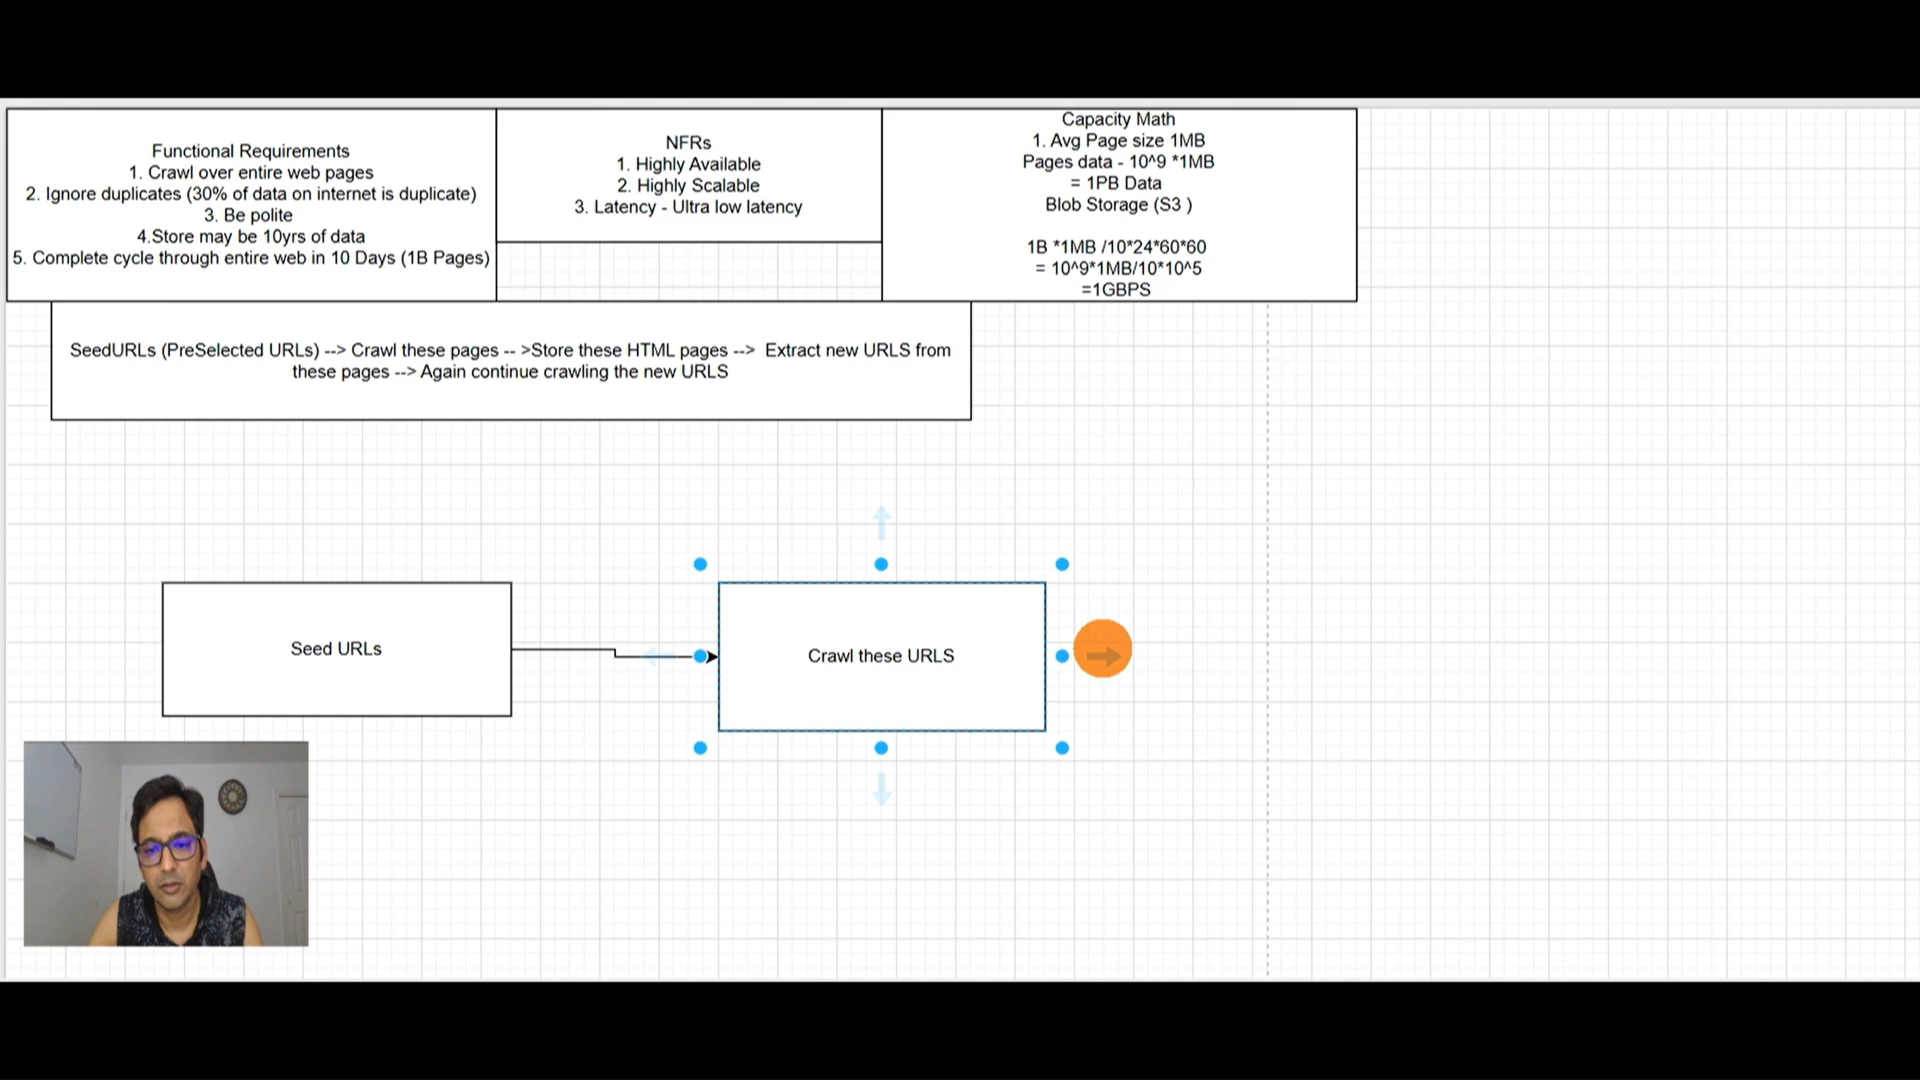 Functional Requirements
1. Crawl over entire web pages
2. Ignore duplicates (30% of data on internet is duplicate)
3. Be polite
4.Store may be 10yrs of data
5. Complete cycle through entire web in 10 Days (1B Pages)
NFRs
1. Highly Available
2. Highly Scalable
3. Latency - Ultra low latency
Capacity Math
1. Avg Page size 1MB
Pages data - 10^9 *1MB
= 1PB Data
Blob Storage (S3 )
1B *1MB /10*24*60*60
= 10^9*1MB/10*10^5
=1GBPS
SeedURLs (PreSelected URLs) --> Crawl these pages -- >Store these HTML pages --> Extract new URLS from
these pages --> Again continue crawling the new URLS
Seed URLs
Crawl these URLS